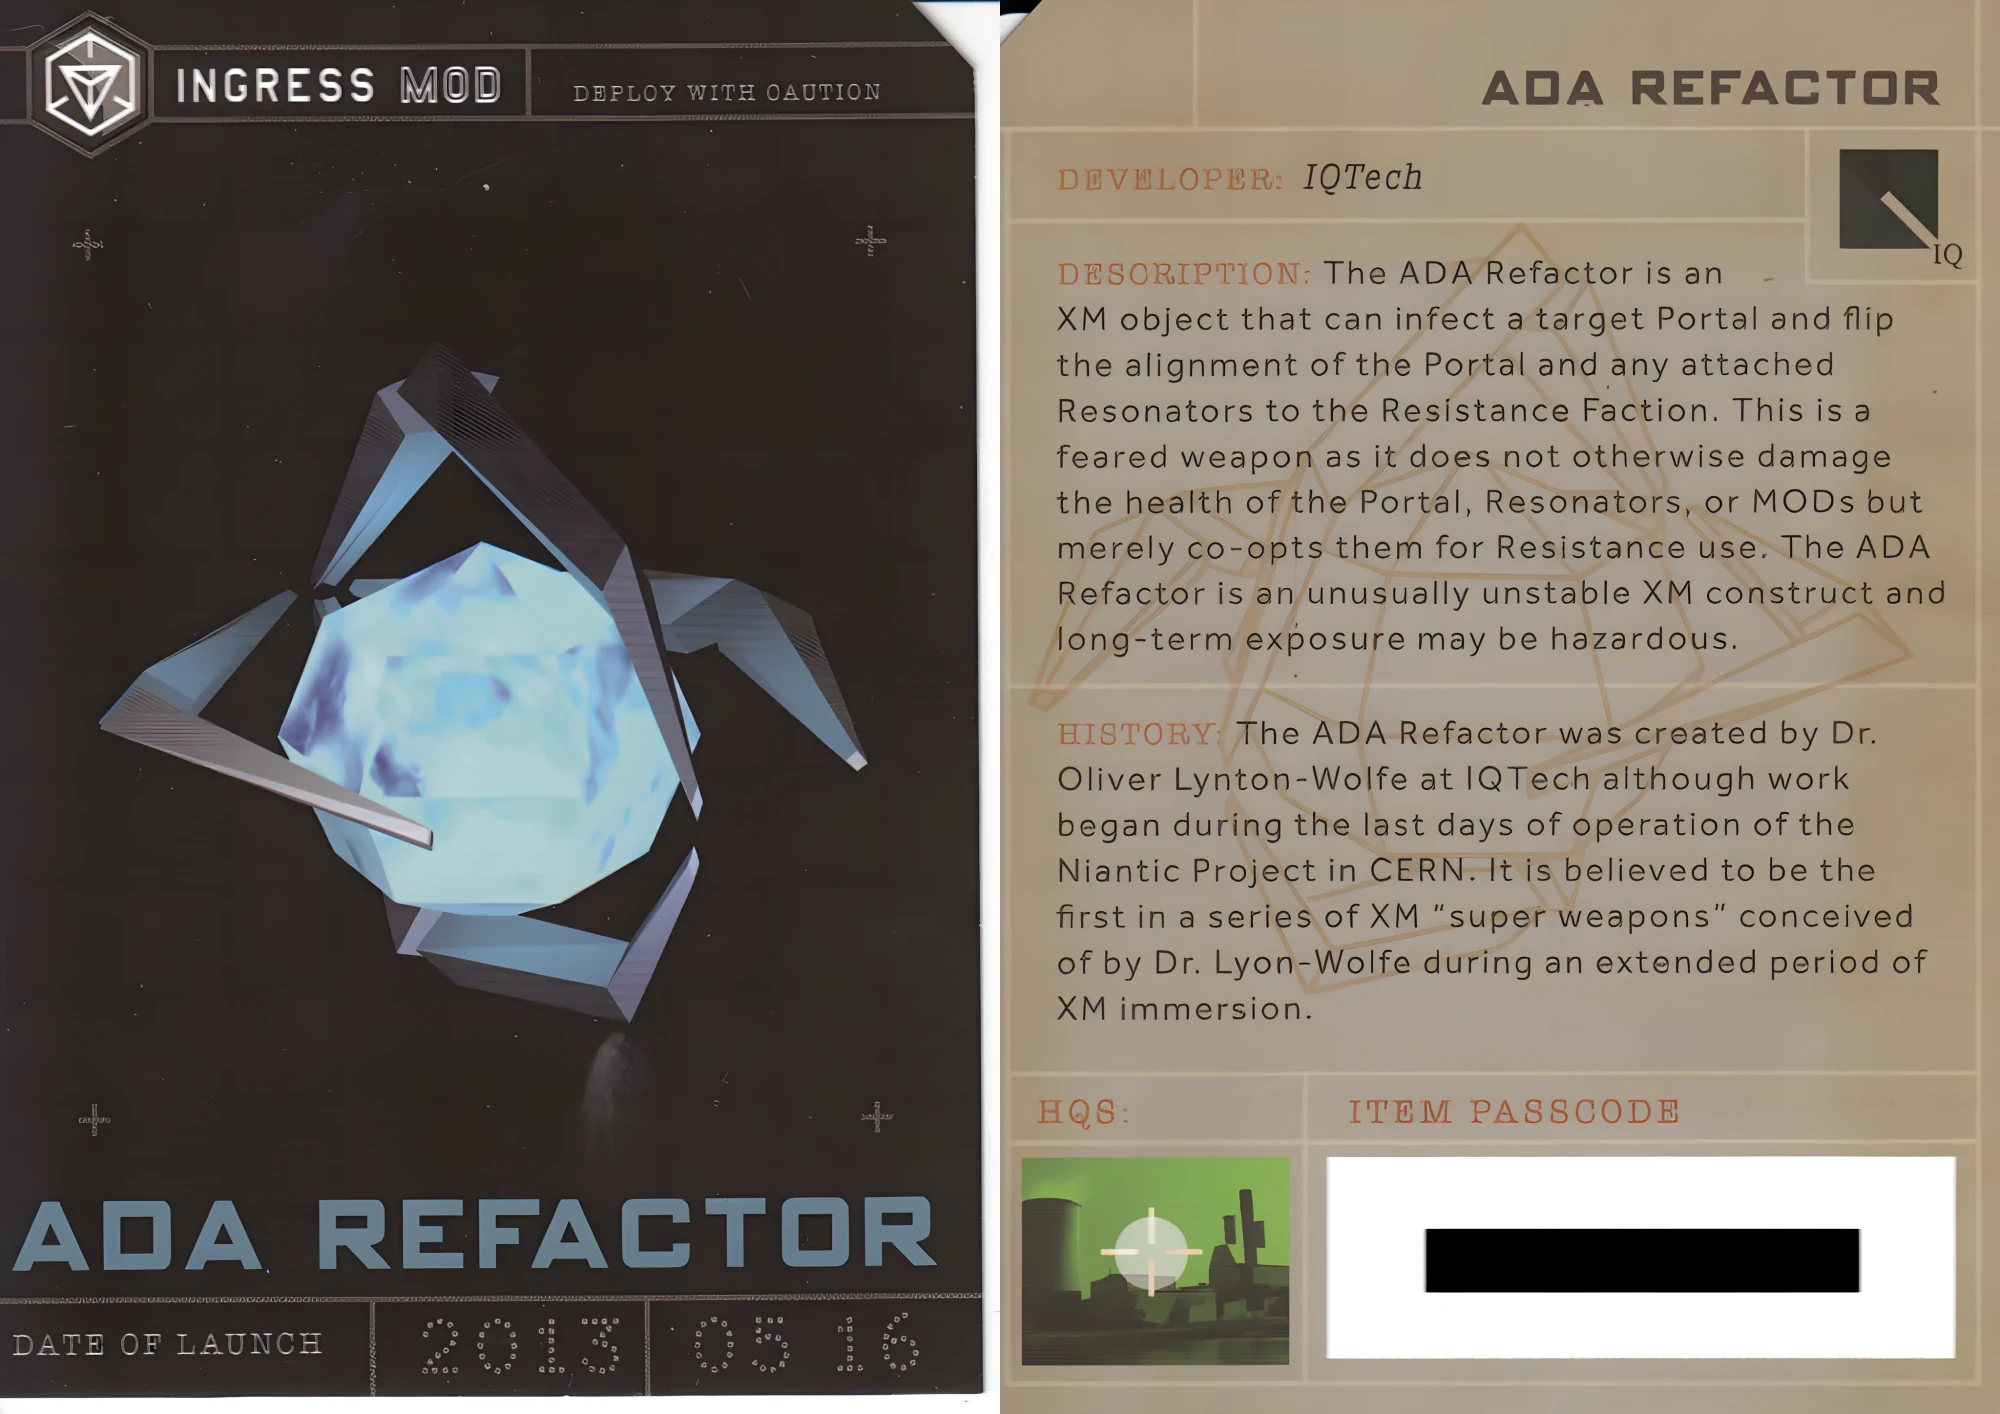 INGRESS MOD
DEPLOY WITH CAUTION
ADA REFACTOR
DATE OF LAUNCH
2013 05 16
ADA REFACTOR
DEVELOPER: IQTech
IQ
DESCRIPTION: The ADA Refactor is an
XM object that can infect a target Portal and flip
the alignment of the Portal and any attached
Resonators to the Resistance Faction. This is a
feared weapon as it does not otherwise damage
the health of the Portal, Resonators, or MODs but
merely co-opts them for Resistance use. The ADA
Refactor is an unusually unstable XM construct and
long-term exposure may be hazardous.
HISTORY: The ADA Refactor was created by Dr.
Oliver Lynton-Wolfe at IQTech although work
began during the last days of operation of the
Niantic Project in CERN. It is believed to be the
first in a series of XM “super weapons” conceived
of by Dr. Lyon-Wolfe during an extended period of
XM immersion.
HQS:
ITEM PASSCODE